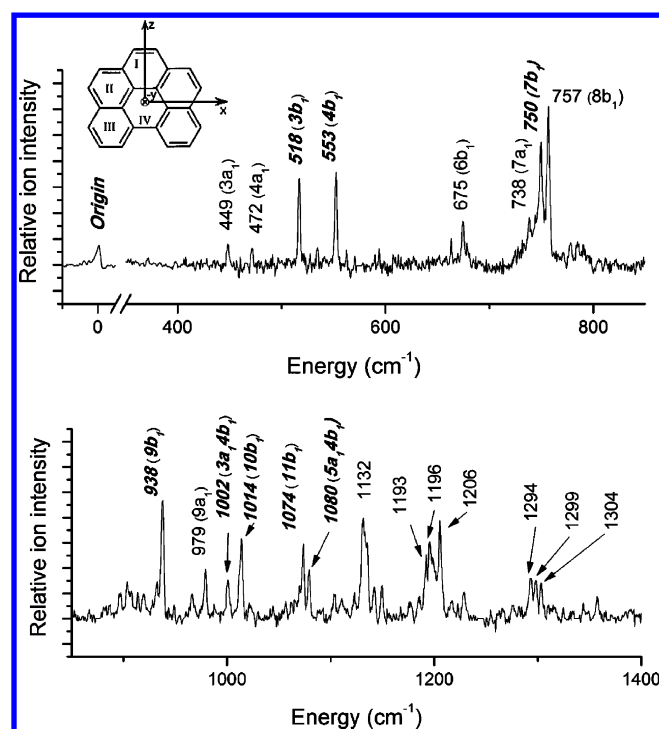 z
I
II
III
IV
-y
x
Relative ion intensity
Origin
449 (3a₁)
472 (4a₁)
518 (3b₁)
553 (4b₁)
675 (6b₁)
738 (7a₁)
750 (7b₁)
757 (8b₁)
0 400 600 800
Energy (cm⁻¹)
Relative ion intensity
938 (9b₁)
979 (9a₁)
1002 (3a₁4b₁)
1014 (10b₁)
1074 (11b₁)
1080 (5a₁4b₁)
1132
1193
1196
1206
1294
1299
1304
1000 1200 1400
Energy (cm⁻¹)